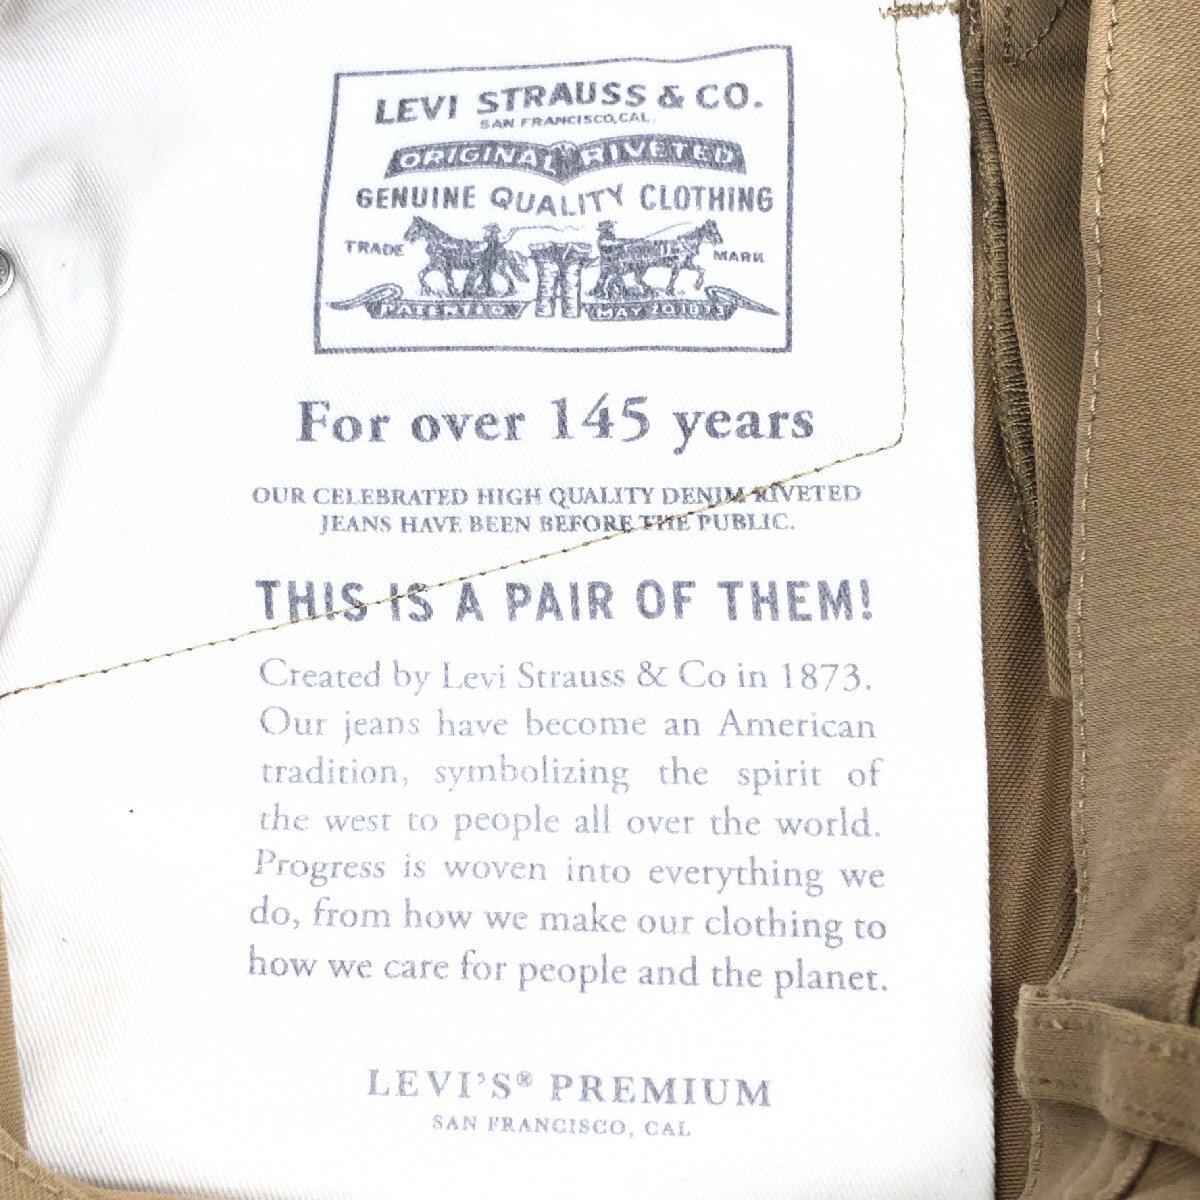 LEVI STRAUSS & CO.
SAN FRANCISCO, CAL.
ORIGINAL RIVETED
GENUINE QUALITY CLOTHING
TRADE MARK
PATENTED MAY 20 1873
For over 145 years
OUR CELEBRATED HIGH QUALITY DENIM RIVETED
JEANS HAVE BEEN BEFORE THE PUBLIC.
THIS IS A PAIR OF THEM!
Created by Levi Strauss & Co in 1873.
Our jeans have become an American
tradition, symbolizing the spirit of
the west to people all over the world.
Progress is woven into everything we
do, from how we make our clothing to
how we care for people and the planet.
LEVI'S® PREMIUM
SAN FRANCISCO, CAL